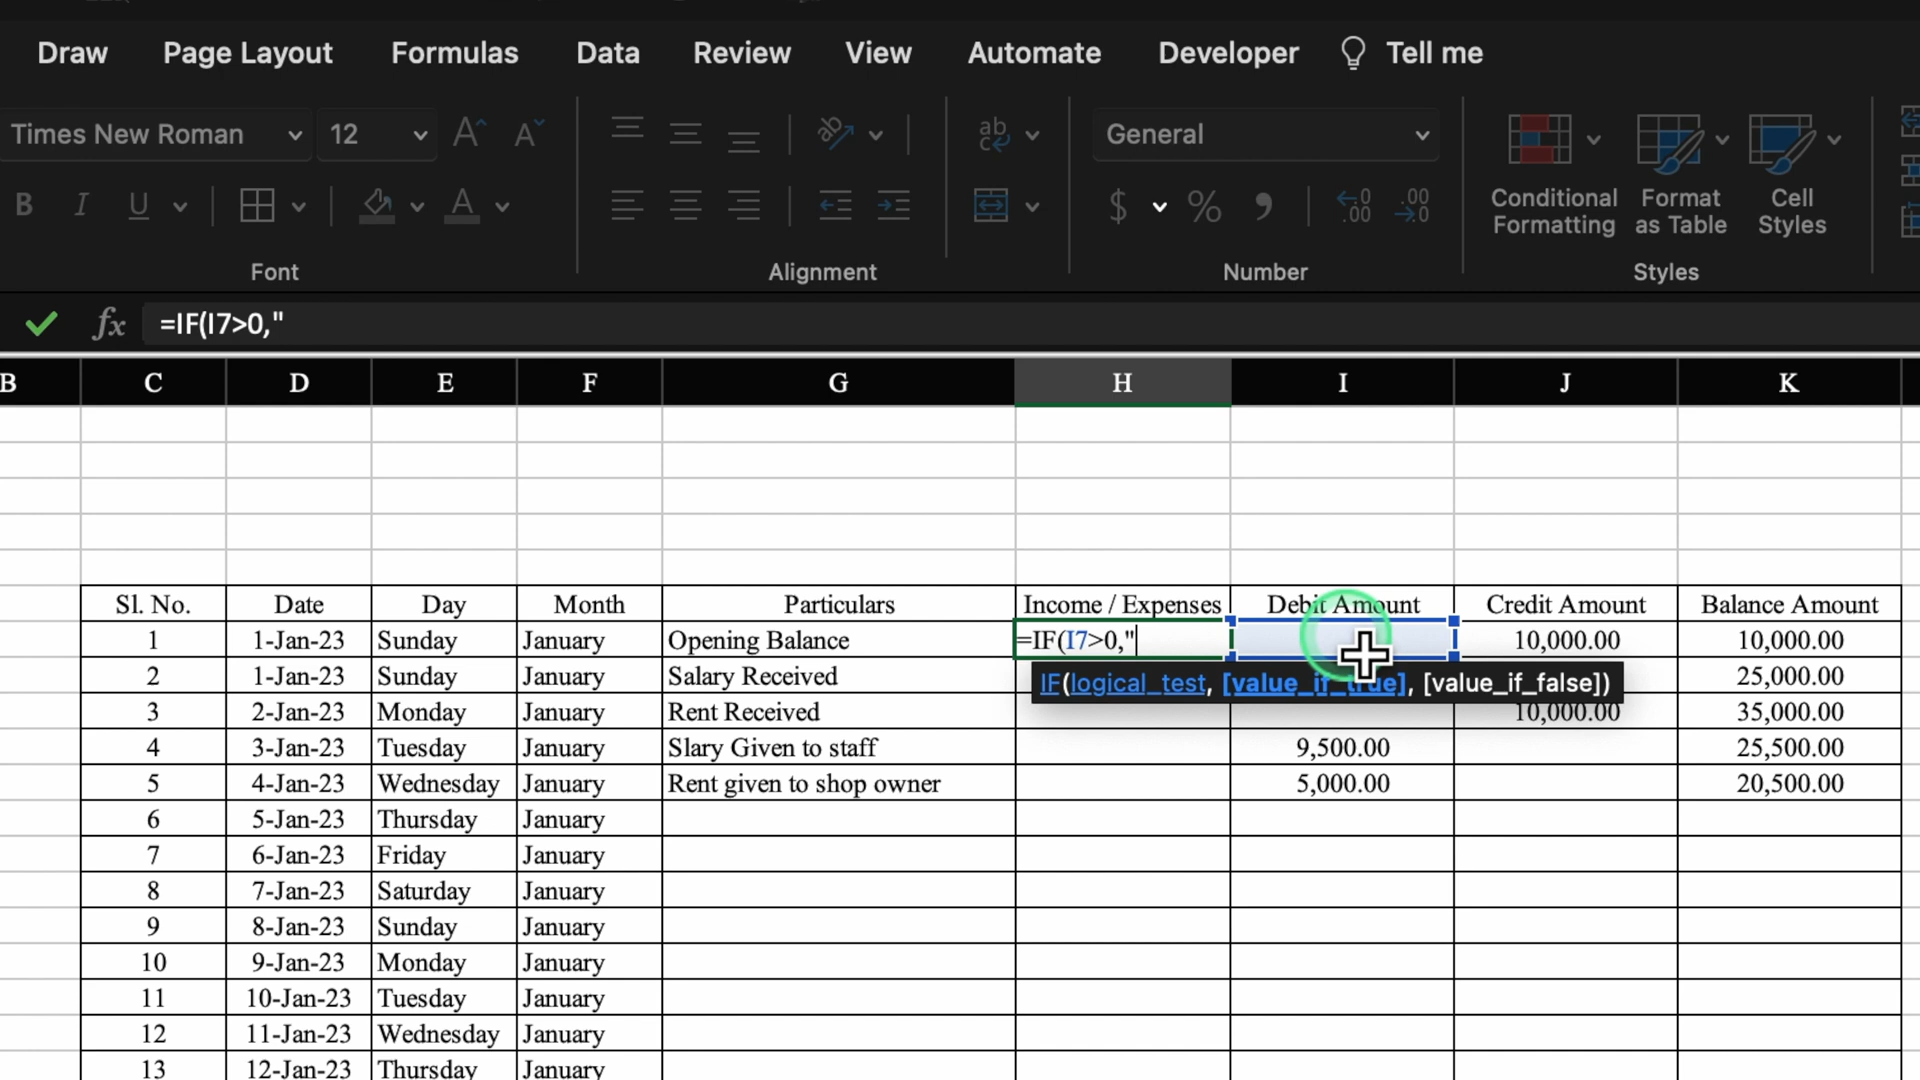 Draw Page Layout Formulas Data Review View Automate Developer Tell me
Times New Roman 12 A A ab c General
B I U A $ % , .0 .00 .00 .0 Conditional Formatting Format as Table Cell Styles
Font Alignment Number Styles
fx =IF(I7>0,"
B C D E F G H I J K
Sl. No. Date Day Month Particulars Income / Expenses Debit Amount Credit Amount Balance Amount
1 1-Jan-23 Sunday January Opening Balance =IF(I7>0," 10,000.00 10,000.00
2 1-Jan-23 Sunday January Salary Received IF(logical_test, [value_if_true], [value_if_false]) 25,000.00
3 2-Jan-23 Monday January Rent Received 10,000.00 35,000.00
4 3-Jan-23 Tuesday January Slary Given to staff 9,500.00 25,500.00
5 4-Jan-23 Wednesday January Rent given to shop owner 5,000.00 20,500.00
6 5-Jan-23 Thursday January
7 6-Jan-23 Friday January
8 7-Jan-23 Saturday January
9 8-Jan-23 Sunday January
10 9-Jan-23 Monday January
11 10-Jan-23 Tuesday January
12 11-Jan-23 Wednesday January
13 12-Jan-23 Thursday January